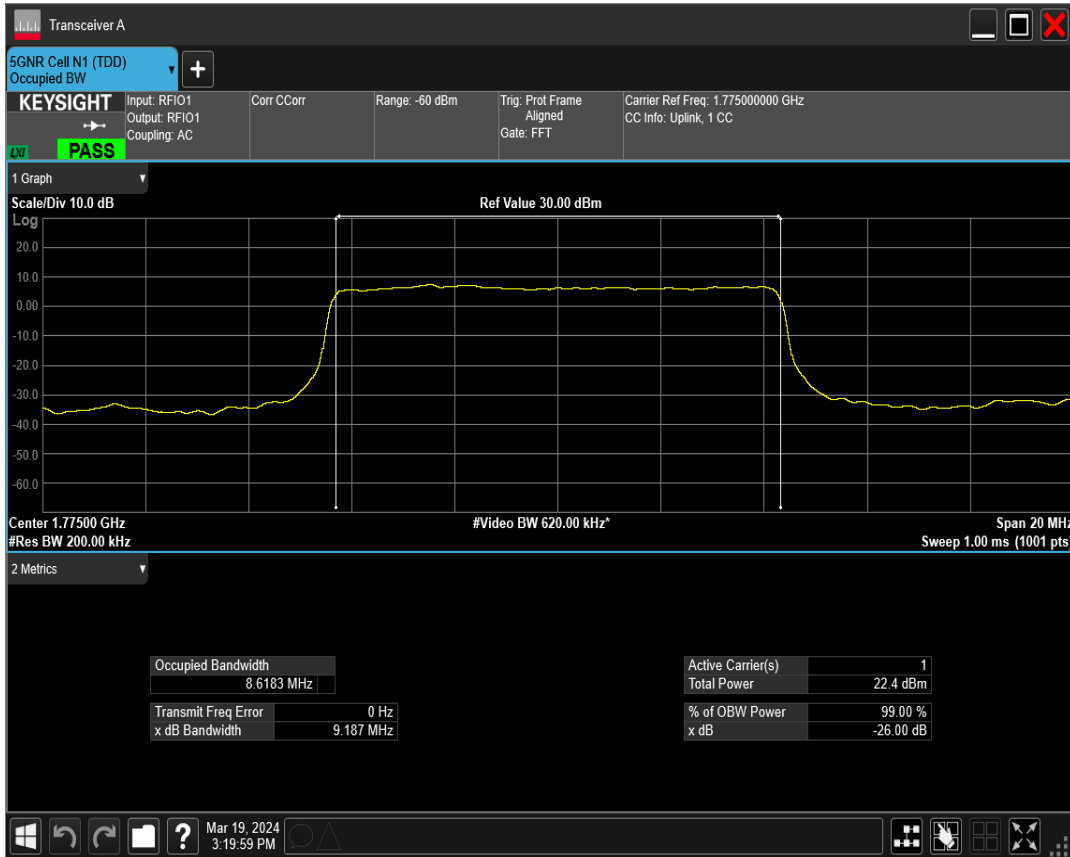 Transceiver A
5GNR Cell N1 (TDD)
Occupied BW
+
KEYSIGHT
LXI
PASS
Input: RFIO1
Output: RFIO1
Coupling: AC
Corr CCorr
Range: -60 dBm
Trig: Prot Frame
Aligned
Gate: FFT
Carrier Ref Freq: 1.775000000 GHz
CC Info: Uplink, 1 CC
1 Graph
Scale/Div 10.0 dB
Ref Value 30.00 dBm
Log
20.0
10.0
0.00
-10.0
-20.0
-30.0
-40.0
-50.0
-60.0
Center 1.77500 GHz
#Video BW 620.00 kHz*
Span 20 MHz
#Res BW 200.00 kHz
Sweep 1.00 ms (1001 pts)
2 Metrics
Occupied Bandwidth
8.6183 MHz
Transmit Freq Error 0 Hz
x dB Bandwidth 9.187 MHz
Active Carrier(s) 1
Total Power 22.4 dBm
% of OBW Power 99.00 %
x dB -26.00 dB
?
Mar 19, 2024
3:19:59 PM